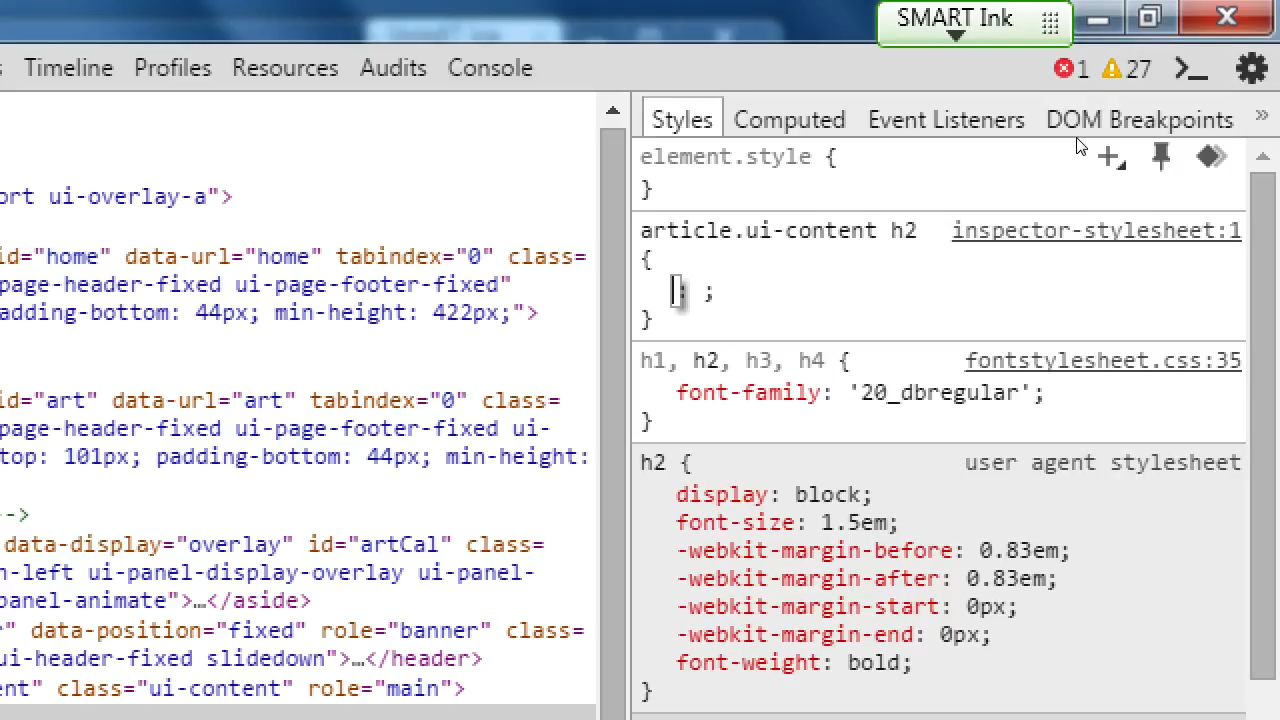 SMART Ink
Timeline Profiles Resources Audits Console 1 27
Styles Computed Event Listeners DOM Breakpoints »
element.style {
}
article.ui-content h2 inspector-stylesheet:1
{
: ;
}
h1, h2, h3, h4 { fontstylesheet.css:35
font-family: '20_dbregular';
}
h2 { user agent stylesheet
display: block;
font-size: 1.5em;
-webkit-margin-before: 0.83em;
-webkit-margin-after: 0.83em;
-webkit-margin-start: 0px;
-webkit-margin-end: 0px;
font-weight: bold;
}
ort ui-overlay-a">
id="home" data-url="home" tabindex="0" class=
page-header-fixed ui-page-footer-fixed"
adding-bottom: 44px; min-height: 422px;">
id="art" data-url="art" tabindex="0" class=
page-header-fixed ui-page-footer-fixed ui-
top: 101px; padding-bottom: 44px; min-height:
-->
data-display="overlay" id="artCal" class=
n-left ui-panel-display-overlay ui-panel-
panel-animate">…</aside>
r" data-position="fixed" role="banner" class=
ui-header-fixed slidedown">…</header>
ent" class="ui-content" role="main">